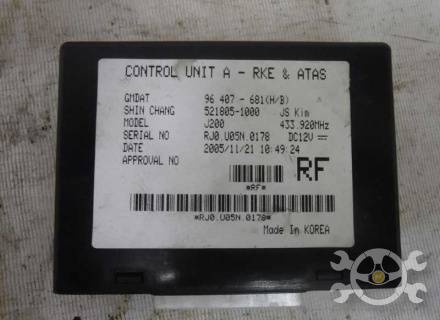 CONTROL UNIT A - RKE & ATAS
GMDAT 96 407 - 681(H/B)
SHIN CHANG 521805-1000 JS Kim
MODEL J200 433.920MHz
SERIAL NO RJ0.U05N.0178 DC12V
DATE 2005/11/21 10:49:24
APPROVAL NO
RF
*RF*
*RJ0.U05N.0178*
Made In KOREA